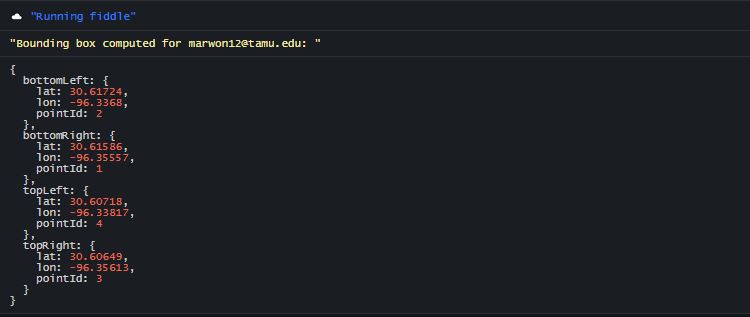 "Running fiddle"
"Bounding box computed for marwon12@tamu.edu: "
{
  bottomLeft: {
    lat: 30.61724,
    lon: -96.3368,
    pointId: 2
  },
  bottomRight: {
    lat: 30.61586,
    lon: -96.35557,
    pointId: 1
  },
  topLeft: {
    lat: 30.60718,
    lon: -96.33817,
    pointId: 4
  },
  topRight: {
    lat: 30.60649,
    lon: -96.35613,
    pointId: 3
  }
}